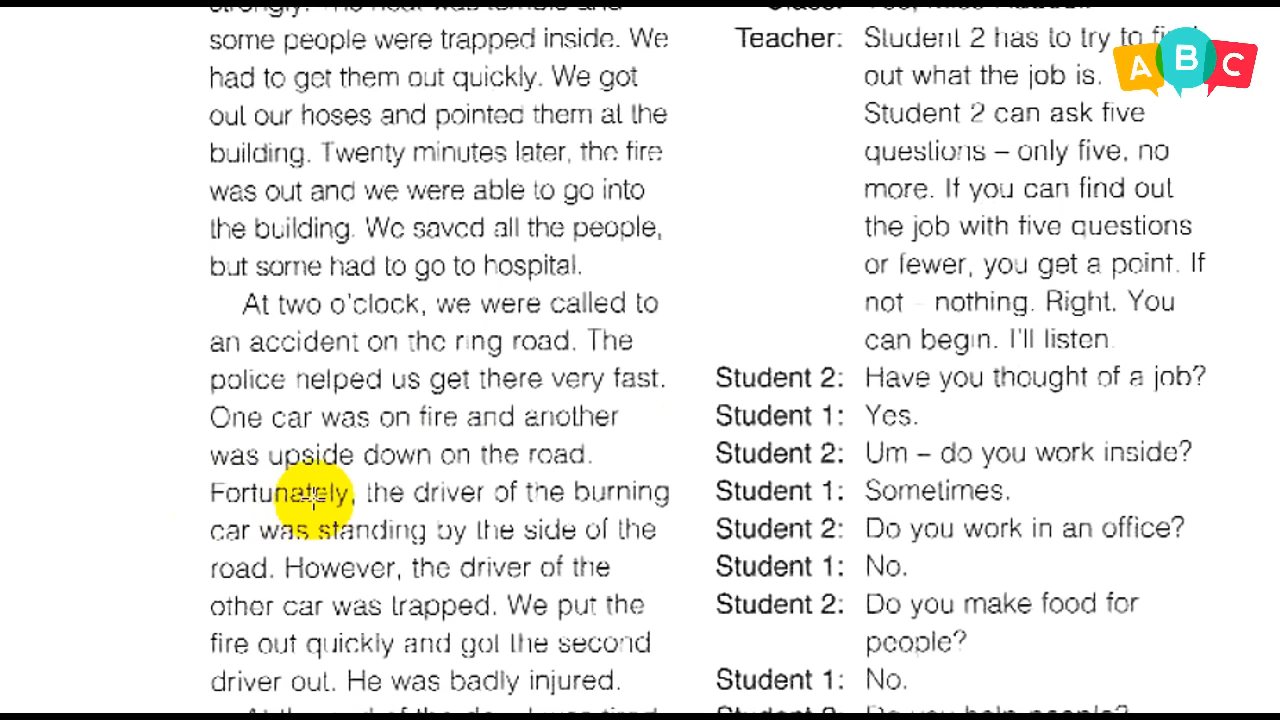 some people were trapped inside. We
had to get them out quickly. We got
out our hoses and pointed them at the
building. Twenty minutes later, the fire
was out and we were able to go into
the building. We saved all the people,
but some had to go to hospital.
At two o'clock, we were called to
an accident on the ring road. The
police helped us get there very fast.
One car was on fire and another
was upside down on the road.
Fortunately, the driver of the burning
car was standing by the side of the
road. However, the driver of the
other car was trapped. We put the
fire out quickly and got the second
driver out. He was badly injured.
Teacher: Student 2 has to try to
out what the job is.
Student 2 can ask five
questions – only five, no
more. If you can find out
the job with five questions
or fewer, you get a point. If
not – nothing. Right. You
can begin. I'll listen.
Student 2: Have you thought of a job?
Student 1: Yes.
Student 2: Um – do you work inside?
Student 1: Sometimes.
Student 2: Do you work in an office?
Student 1: No.
Student 2: Do you make food for
people?
Student 1: No.
A B C